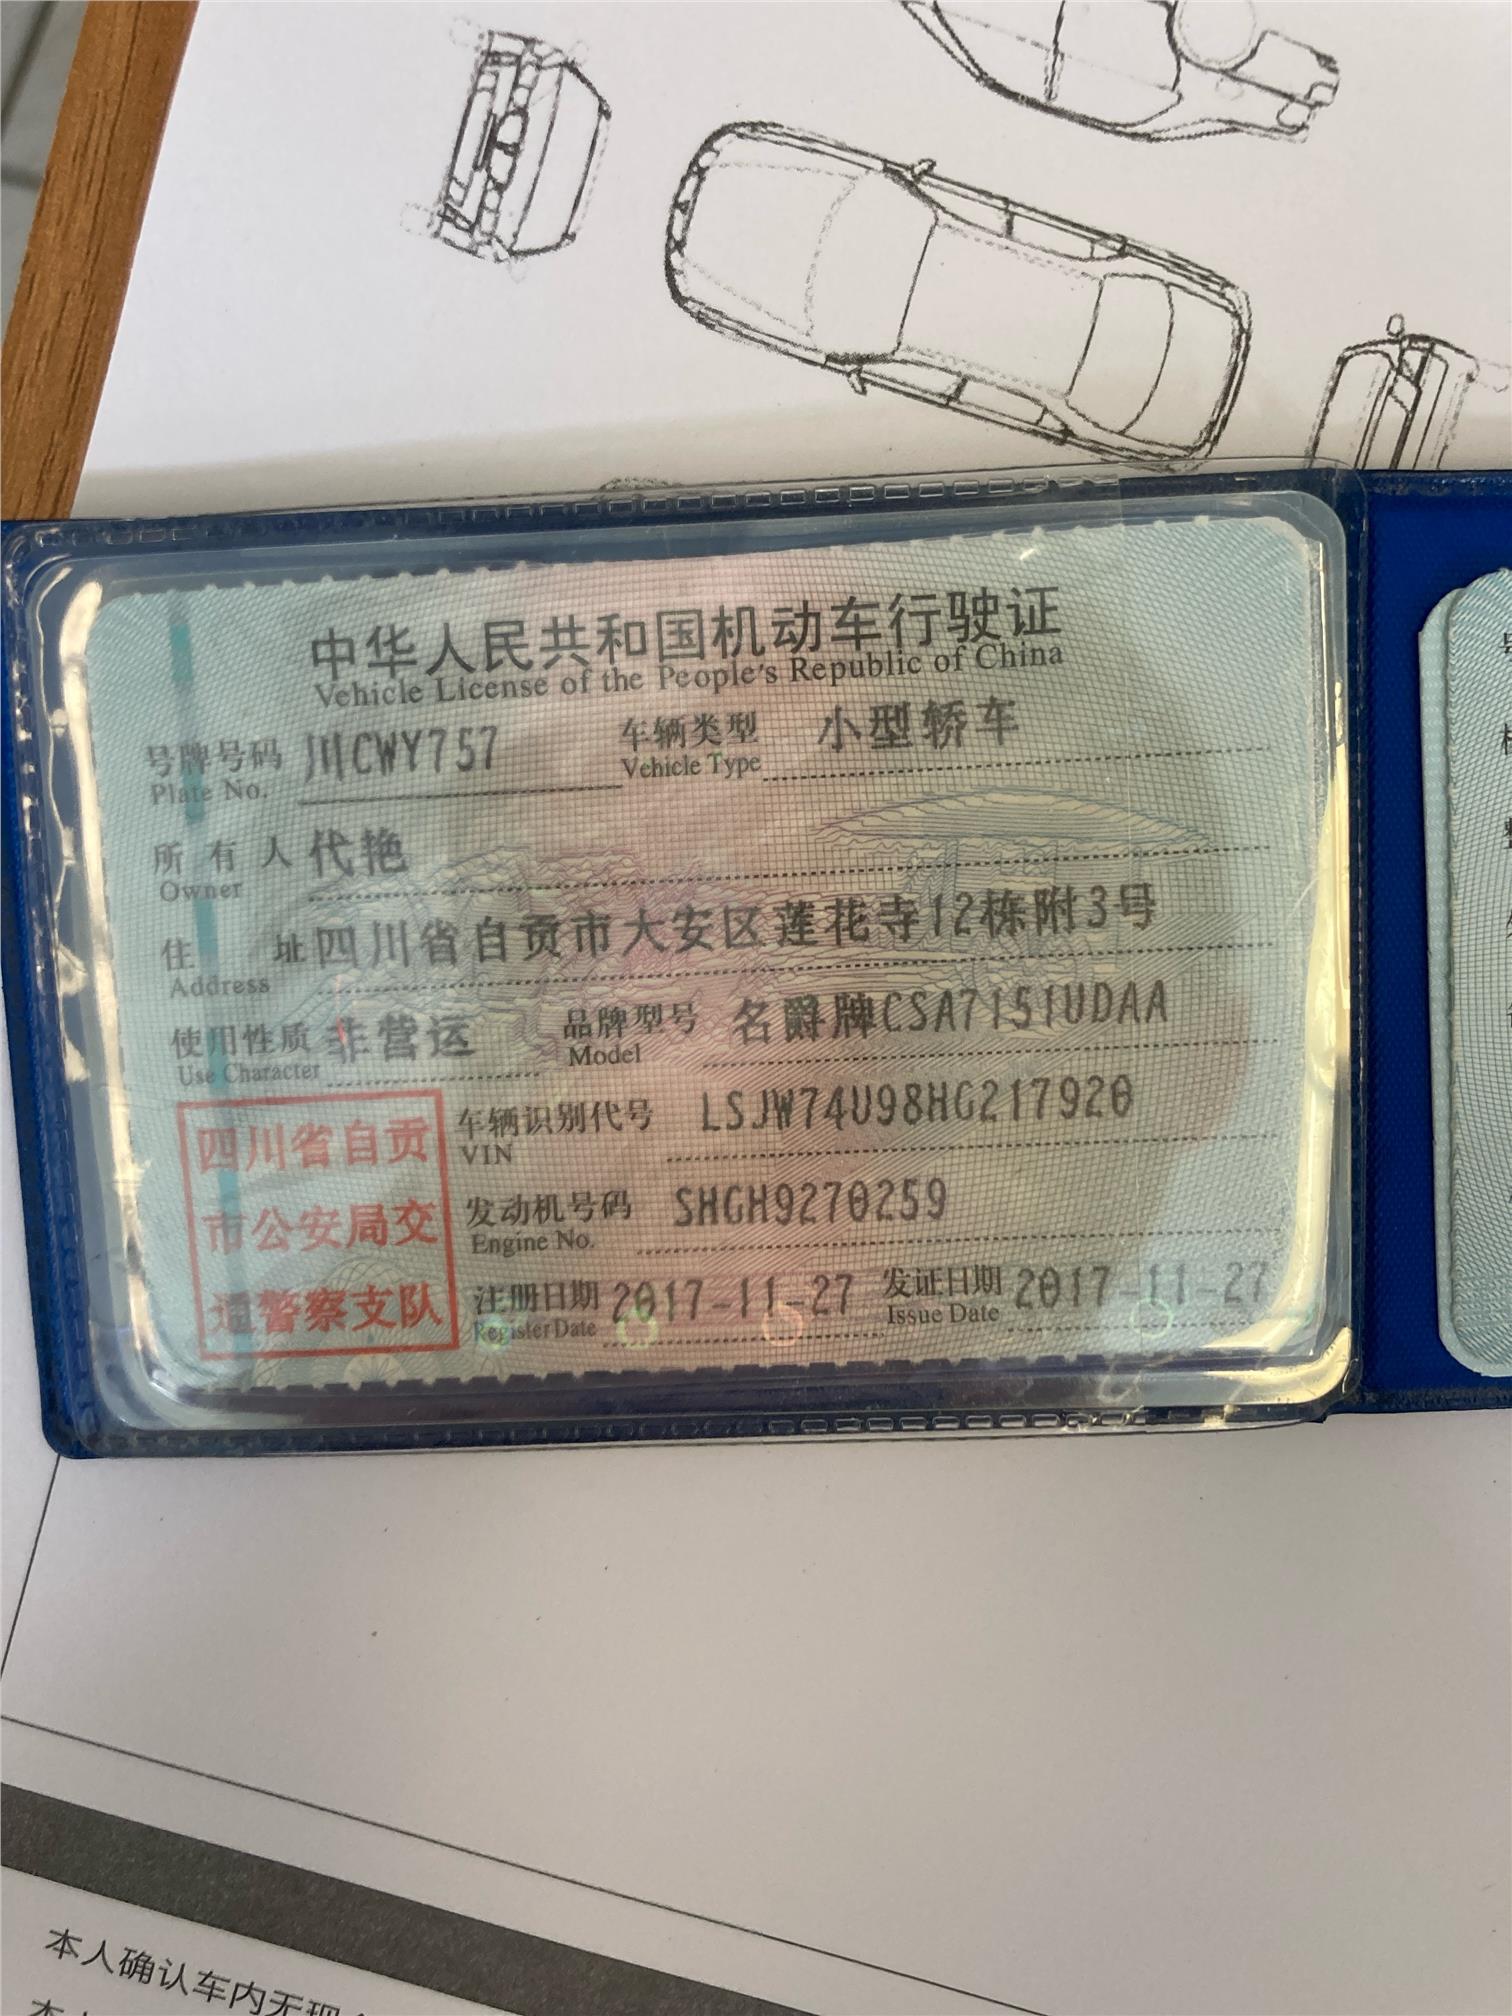 中华人民共和国机动车行驶证
Vehicle License of the People's Republic of China
号牌号码 川CWY757 车辆类型 小型轿车
Plate No. Vehicle Type
所有人 代艳
Owner
住址 四川省自贡市大安区莲花寺12栋附3号
Address
使用性质 非营运 品牌型号 名爵牌CSA7151UDAA
Use Character Model
四川省自贡
市公安局交
通警察支队
车辆识别代号 LSJW74U98HG217920
VIN
发动机号码 SHGH9270259
Engine No.
注册日期 2017-11-27 发证日期 2017-11-27
Register Date Issue Date
本人确认车内无现